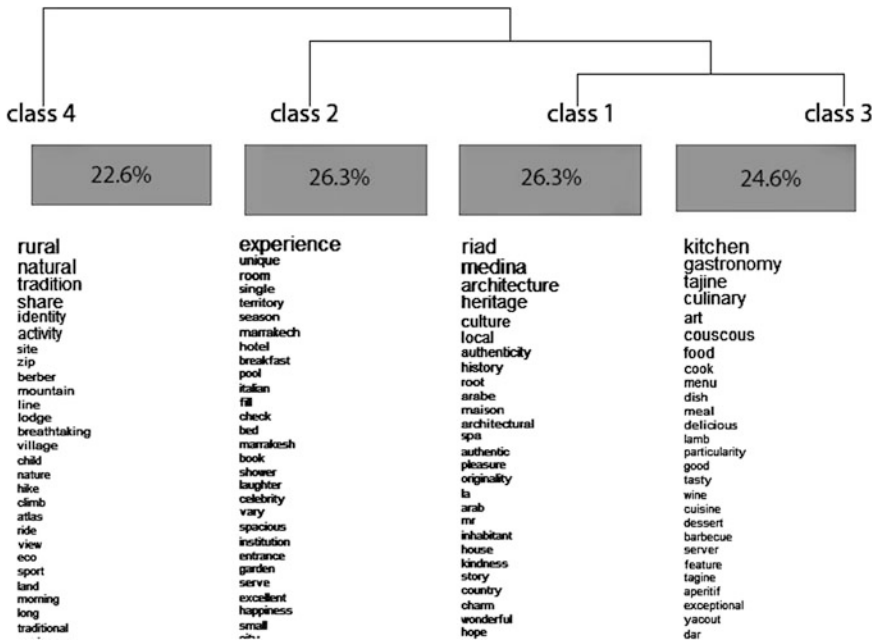 class 4
class 2
class 1
class 3
22.6%
26.3%
26.3%
24.6%
rural
natural
tradition
share
identity
activity
site
zip
berber
mountain
line
lodge
breathtaking
village
child
nature
hike
climb
atlas
ride
view
eco
sport
land
morning
long
traditional
experience
unique
room
single
territory
season
marrakech
hotel
breakfast
pool
italian
fill
check
bed
marrakesh
book
shower
laughter
celebrity
vary
spacious
institution
entrance
garden
serve
excellent
happiness
small
riad
medina
architecture
heritage
culture
local
authenticity
history
root
arabe
maison
architectural
spa
authentic
pleasure
originality
la
arab
mr
inhabitant
house
kindness
story
country
charm
wonderful
hope
kitchen
gastronomy
tajine
culinary
art
couscous
food
cook
menu
dish
meal
delicious
lamb
particularity
good
tasty
wine
cuisine
dessert
barbecue
server
feature
tagine
aperitif
exceptional
yacout
dar